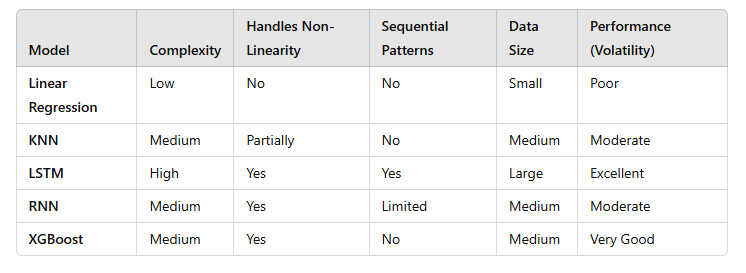 Model Complexity Handles Non-Linearity Sequential Patterns Data Size Performance (Volatility)
Linear Regression Low No No Small Poor
KNN Medium Partially No Medium Moderate
LSTM High Yes Yes Large Excellent
RNN Medium Yes Limited Medium Moderate
XGBoost Medium Yes No Medium Very Good